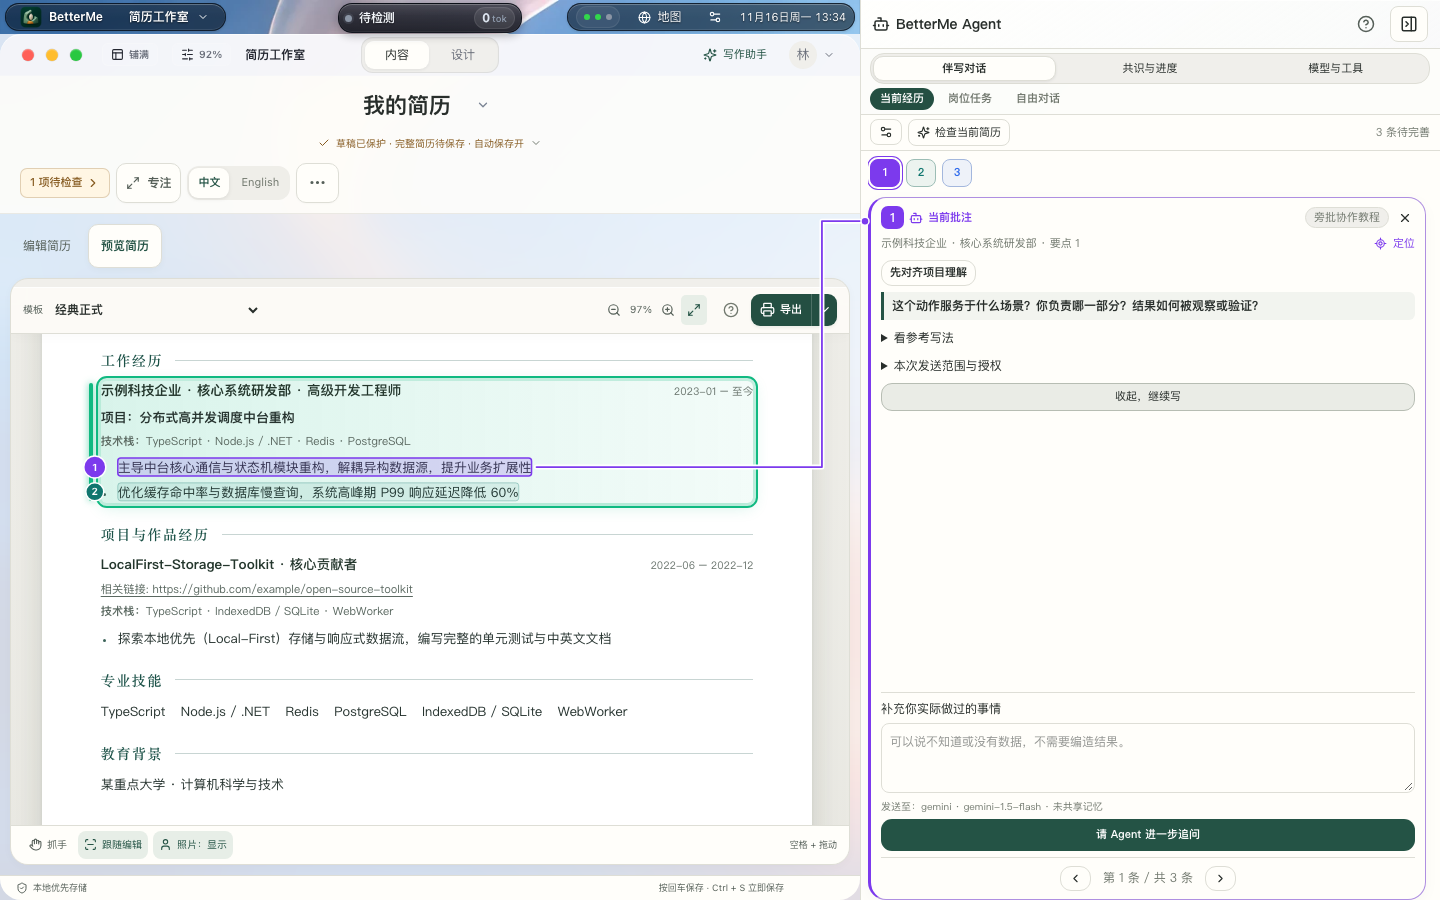 BetterMe 简历工作室
待检测 0 tok
地图 11月16日周一 13:34
铺满 92% 简历工作室
内容 设计
写作助手 林
我的简历
草稿已保护 · 完整简历待保存 · 自动保存开
1 项待检查 专注 中文 English
编辑简历 预览简历
模板 经典正式 97% 导出
工作经历
示例科技企业 · 核心系统研发部 · 高级开发工程师 2023-01 – 至今
项目：分布式高并发调度中台重构
技术栈：TypeScript · Node.js / .NET · Redis · PostgreSQL
1 主导中台核心通信与状态机模块重构，解耦异构数据源，提升业务扩展性
2 优化缓存命中率与数据库慢查询，系统高峰期 P99 响应延迟降低 60%
项目与作品经历
LocalFirst-Storage-Toolkit · 核心贡献者 2022-06 – 2022-12
相关链接: https://github.com/example/open-source-toolkit
技术栈：TypeScript · IndexedDB / SQLite · WebWorker
• 探索本地优先（Local-First）存储与响应式数据流，编写完整的单元测试与中英文文档
专业技能
TypeScript Node.js / .NET Redis PostgreSQL IndexedDB / SQLite WebWorker
教育背景
某重点大学 · 计算机科学与技术
抓手 跟随编辑 照片：显示 空格 + 拖动
本地优先存储 按回车保存 · Ctrl + S 立即保存
BetterMe Agent
伴写对话 共识与进度 模型与工具
当前经历 岗位任务 自由对话
检查当前简历 3 条待完善
1 2 3
1 当前批注 旁批协作教程
示例科技企业 · 核心系统研发部 · 要点 1 定位
先对齐项目理解
这个动作服务于什么场景？你负责哪一部分？结果如何被观察或验证？
看参考写法
本次发送范围与授权
收起，继续写
补充你实际做过的事情
可以说不知道或没有数据，不需要编造结果。
发送至：gemini · gemini-1.5-flash · 未共享记忆
请 Agent 进一步追问
第 1 条 / 共 3 条